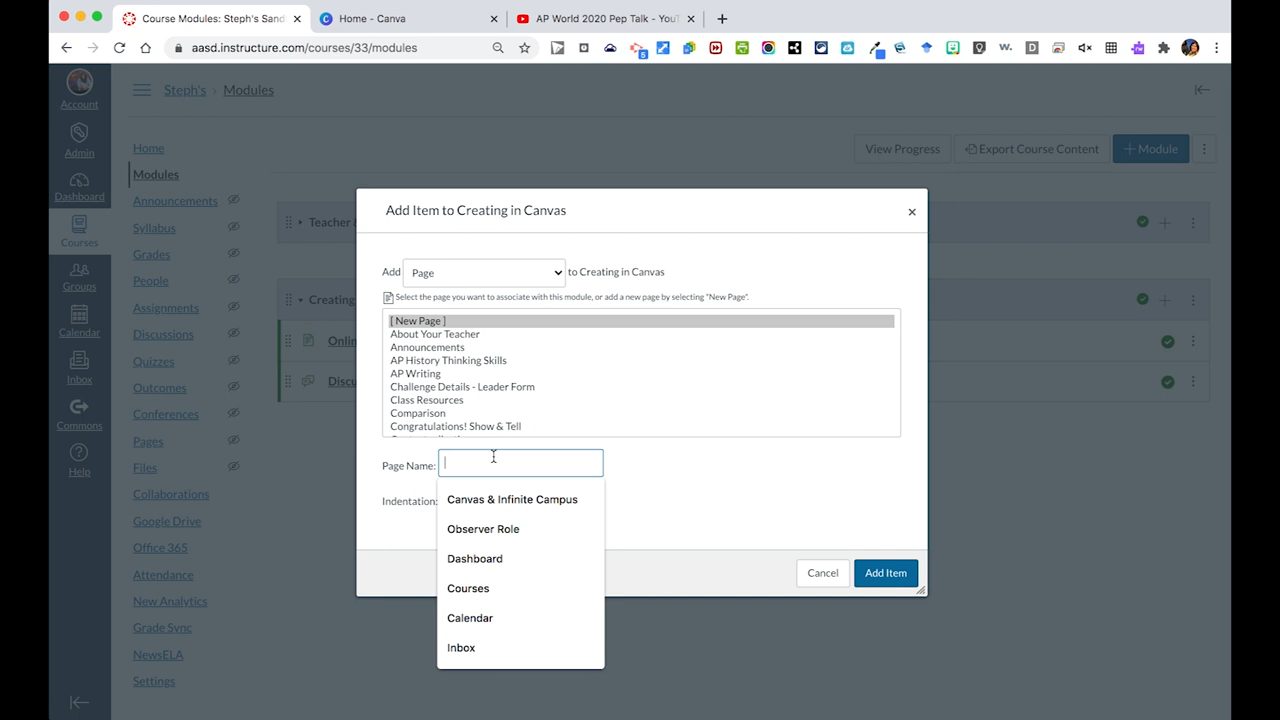 Course Modules: Steph's Sand
Home - Canva
AP World 2020 Pep Talk - YouT
aasd.instructure.com/courses/33/modules
5
W.
D
Account
Admin
Dashboard
Courses
Groups
Calendar
Inbox
Commons
Help
Steph's › Modules
Home
Modules
Announcements
Syllabus
Grades
People
Assignments
Discussions
Quizzes
Outcomes
Conferences
Pages
Files
Collaborations
Google Drive
Office 365
Attendance
New Analytics
Grade Sync
NewsELA
Settings
View Progress
Export Course Content
+ Module
Teacher
Creating
Onlin
Discu
Add Item to Creating in Canvas
Add Page to Creating in Canvas
Select the page you want to associate with this module, or add a new page by selecting "New Page".
[ New Page ]
About Your Teacher
Announcements
AP History Thinking Skills
AP Writing
Challenge Details - Leader Form
Class Resources
Comparison
Congratulations! Show & Tell
Page Name:
Indentation:
Canvas & Infinite Campus
Observer Role
Dashboard
Courses
Calendar
Inbox
Cancel
Add Item